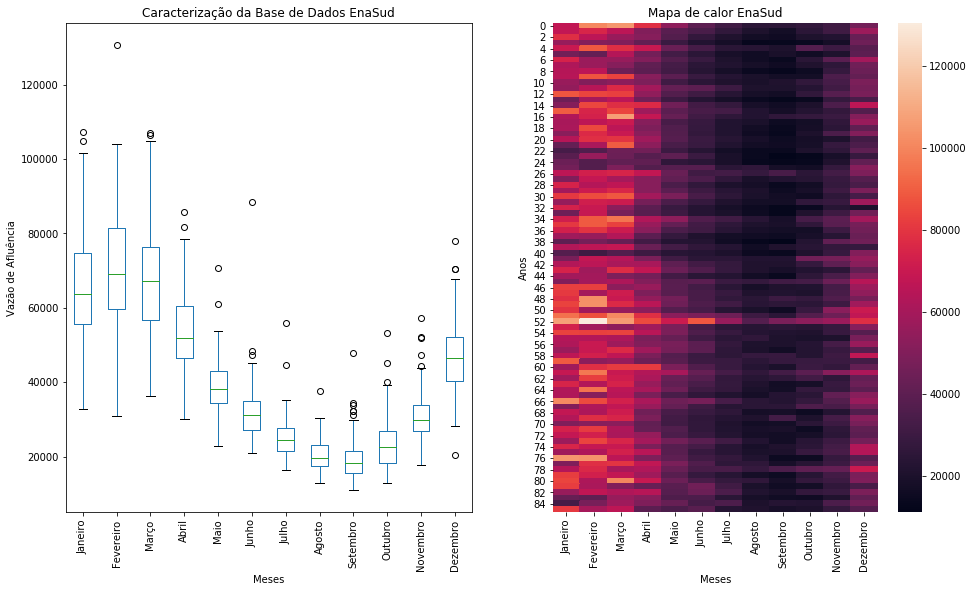 Caracterização da Base de Dados EnaSud
Vazão de Afluência
120000
100000
80000
60000
40000
20000
Janeiro
Fevereiro
Março
Abril
Maio
Junho
Julho
Agosto
Setembro
Outubro
Novembro
Dezembro
Meses
Mapa de calor EnaSud
Anos
0
2
4
6
8
10
12
14
16
18
20
22
24
26
28
30
32
34
36
38
40
42
44
46
48
50
52
54
56
58
60
62
64
66
68
70
72
74
76
78
80
82
84
Janeiro
Fevereiro
Março
Abril
Maio
Junho
Julho
Agosto
Setembro
Outubro
Novembro
Dezembro
Meses
120000
100000
80000
60000
40000
20000